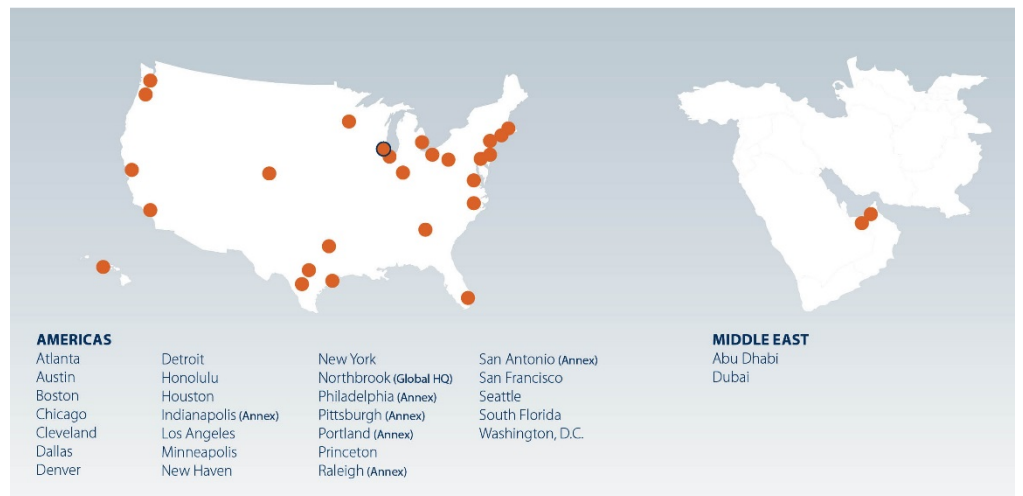 AMERICAS
Atlanta
Austin
Boston
Chicago
Cleveland
Dallas
Denver
Detroit
Honolulu
Houston
Indianapolis (Annex)
Los Angeles
Minneapolis
New Haven
New York
Northbrook (Global HQ)
Philadelphia (Annex)
Pittsburgh (Annex)
Portland (Annex)
Princeton
Raleigh (Annex)
San Antonio (Annex)
San Francisco
Seattle
South Florida
Washington, D.C.
MIDDLE EAST
Abu Dhabi
Dubai